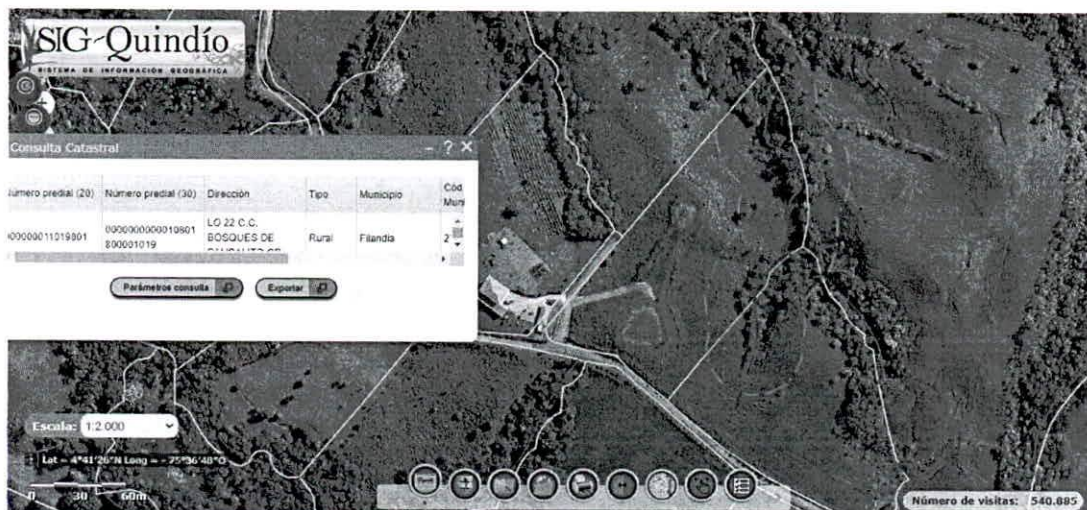 SIG-Quindío
SISTEMA DE INFORMACIÓN GEOGRÁFICA
Consulta Catastral
− ? ✕
Número predial (20) Número predial (30) Dirección Tipo Municipio Cód Muni
LO 22 C.C.
00000011019801 0000000000010801 BOSQUES DE Rural Filandia 2
800001019
Parámetros consulta Exportar
Escala: 1:2.000
Lat = 4°41'26"N Long = - 75°36'48"O
0 30 60m
Número de visitas: 540.885